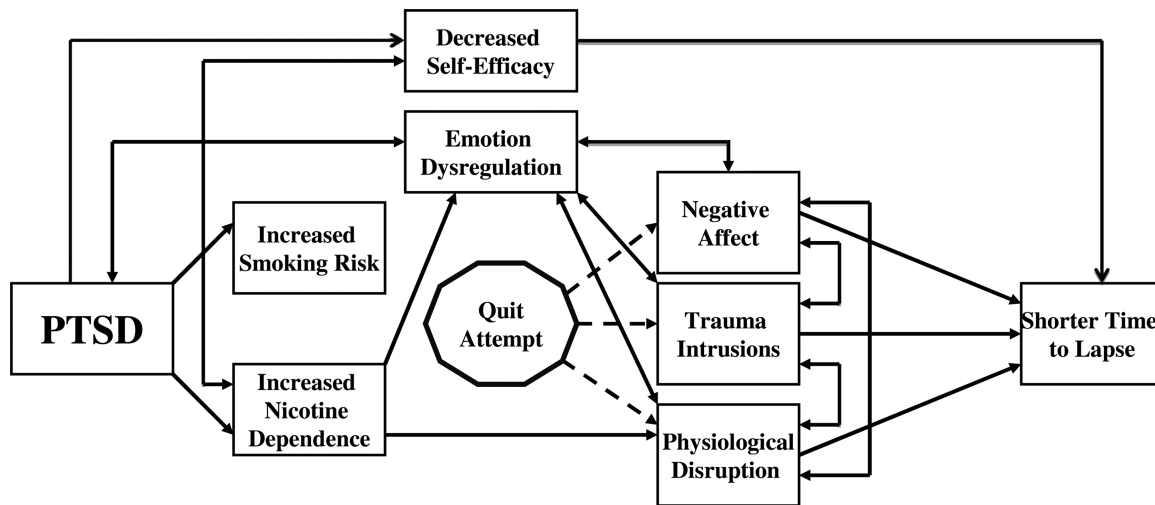 Decreased
Self-Efficacy
Emotion
Dysregulation
Negative
Affect
Increased
Smoking Risk
Quit
Attempt
PTSD
Trauma
Intrusions
Shorter Time
to Lapse
Increased
Nicotine
Dependence
Physiological
Disruption